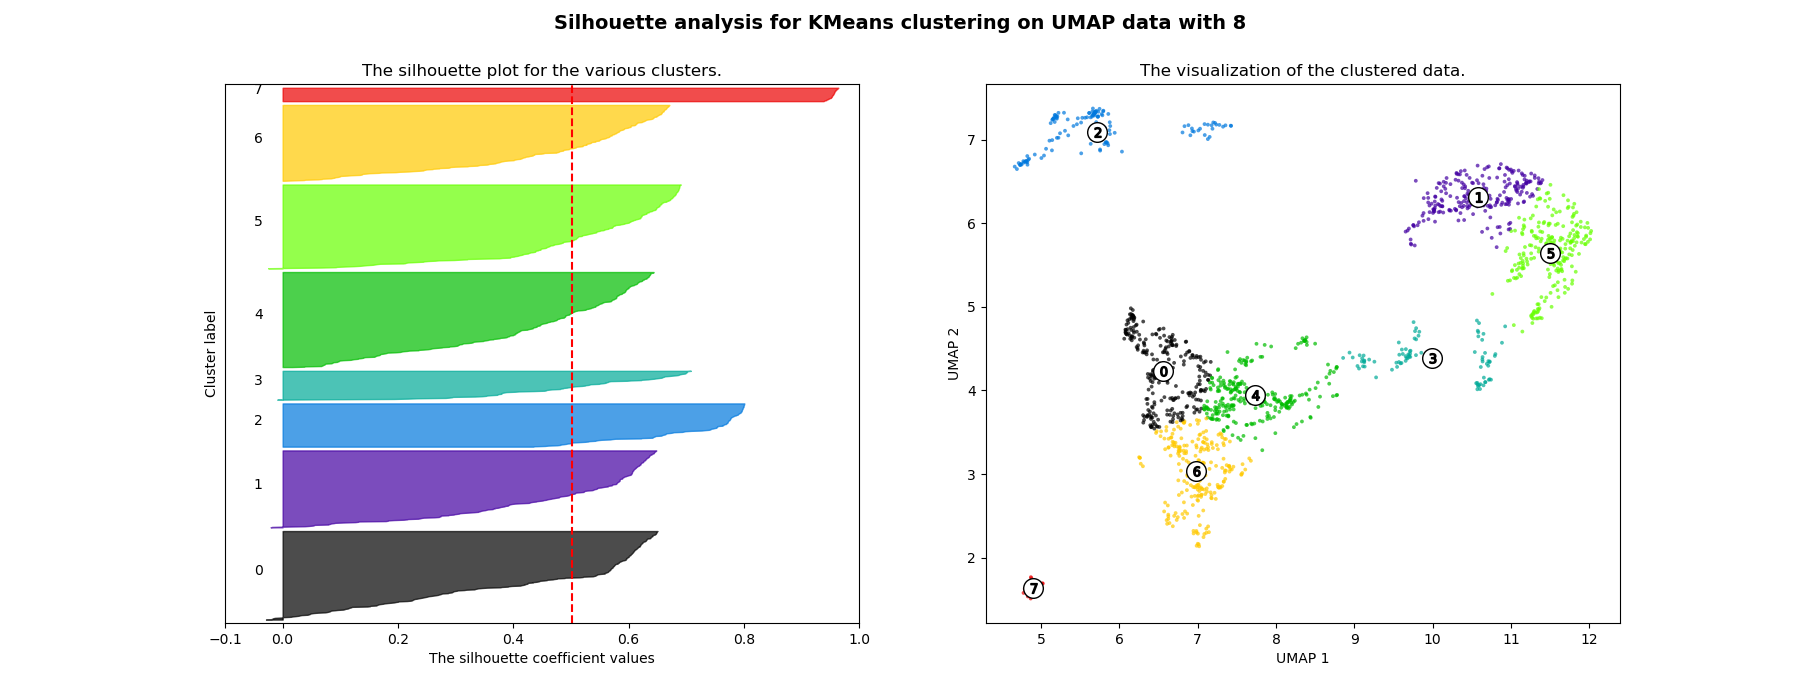 Silhouette analysis for KMeans clustering on UMAP data with 8
The silhouette plot for the various clusters.
7
6
5
4
3
2
1
0
Cluster label
−0.1 0.0 0.2 0.4 0.6 0.8 1.0
The silhouette coefficient values
The visualization of the clustered data.
7
6
5
4
3
2
UMAP 2
2
1
5
3
0
4
6
7
5 6 7 8 9 10 11 12
UMAP 1